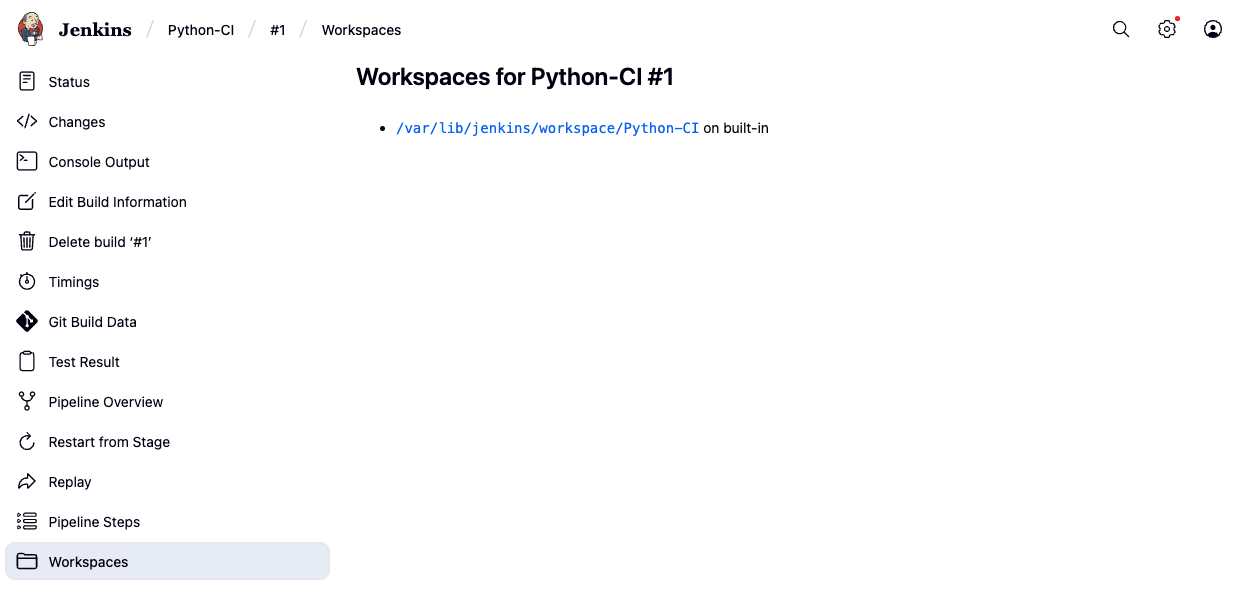 Jenkins / Python-CI / #1 / Workspaces
Status
Changes
Console Output
Edit Build Information
Delete build ‘#1’
Timings
Git Build Data
Test Result
Pipeline Overview
Restart from Stage
Replay
Pipeline Steps
Workspaces
Workspaces for Python-CI #1
• /var/lib/jenkins/workspace/Python-CI on built-in